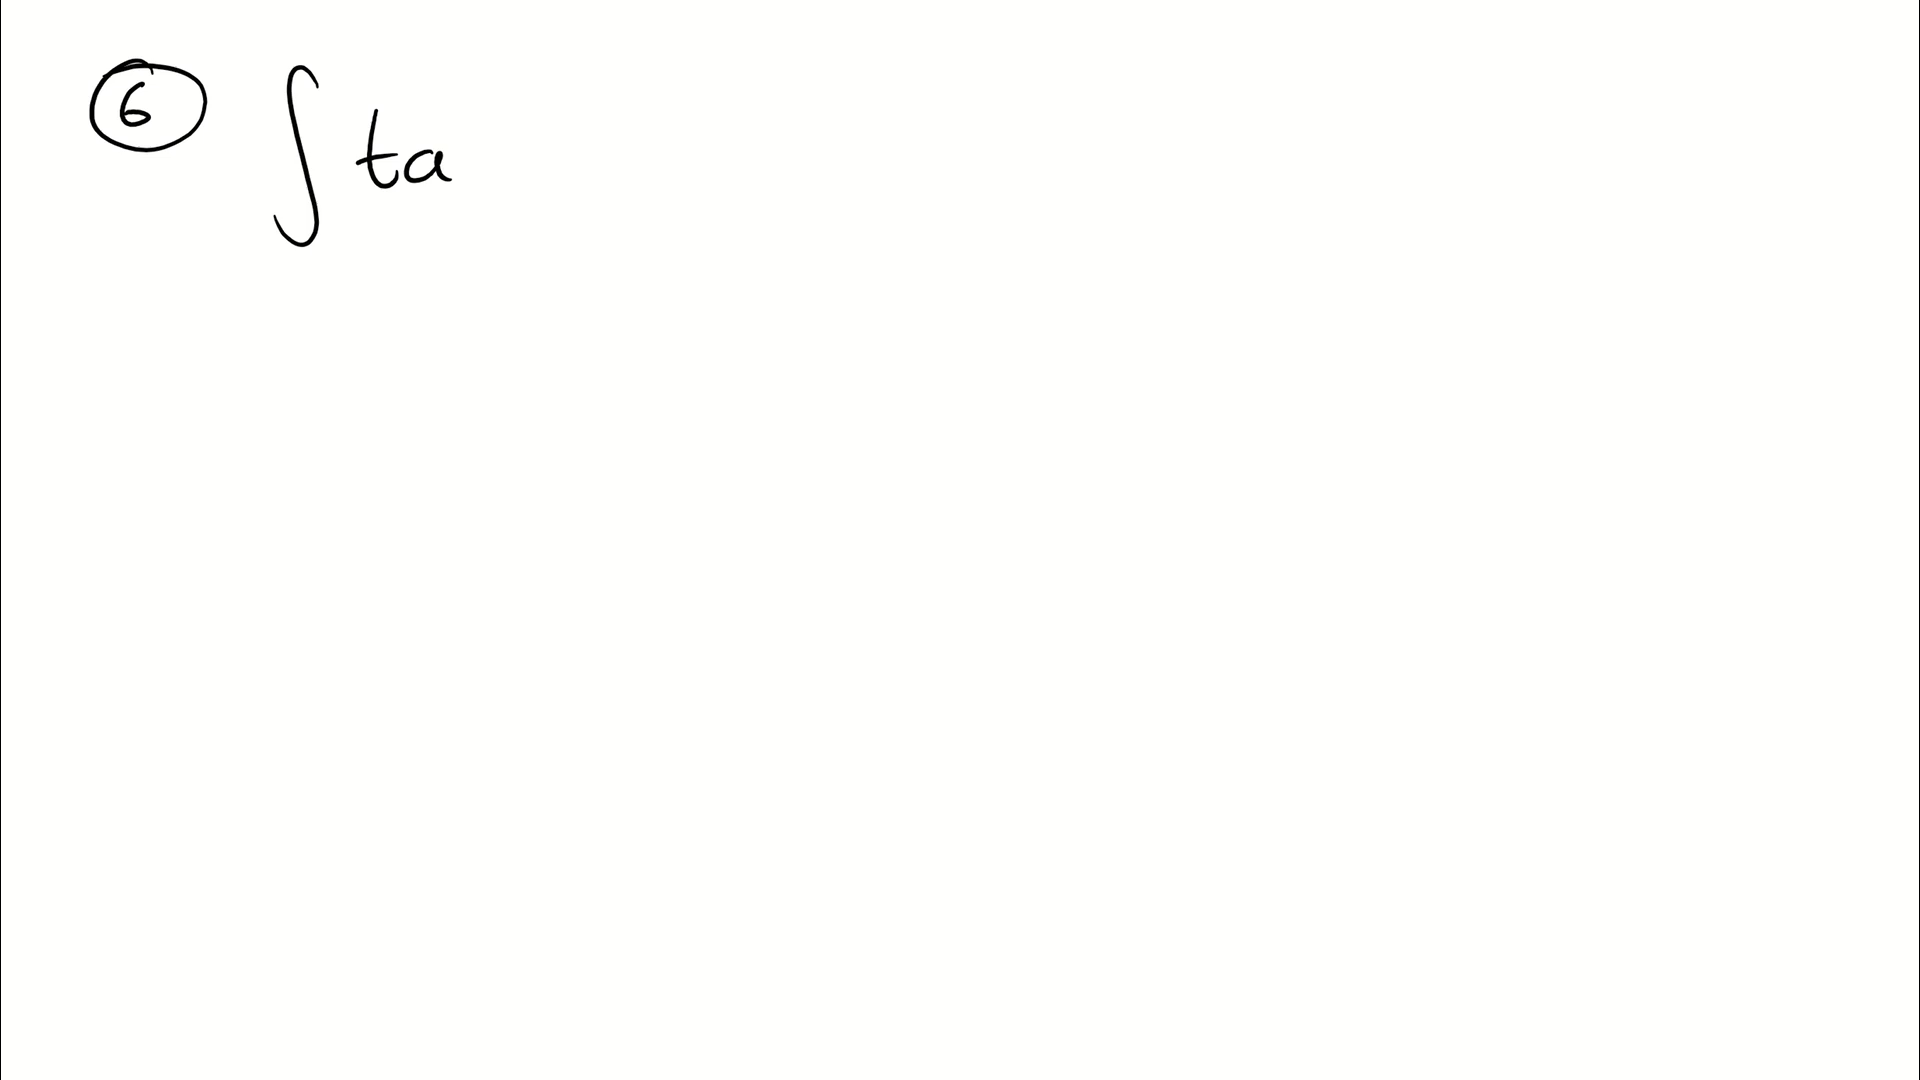 ⑥ ∫ ta